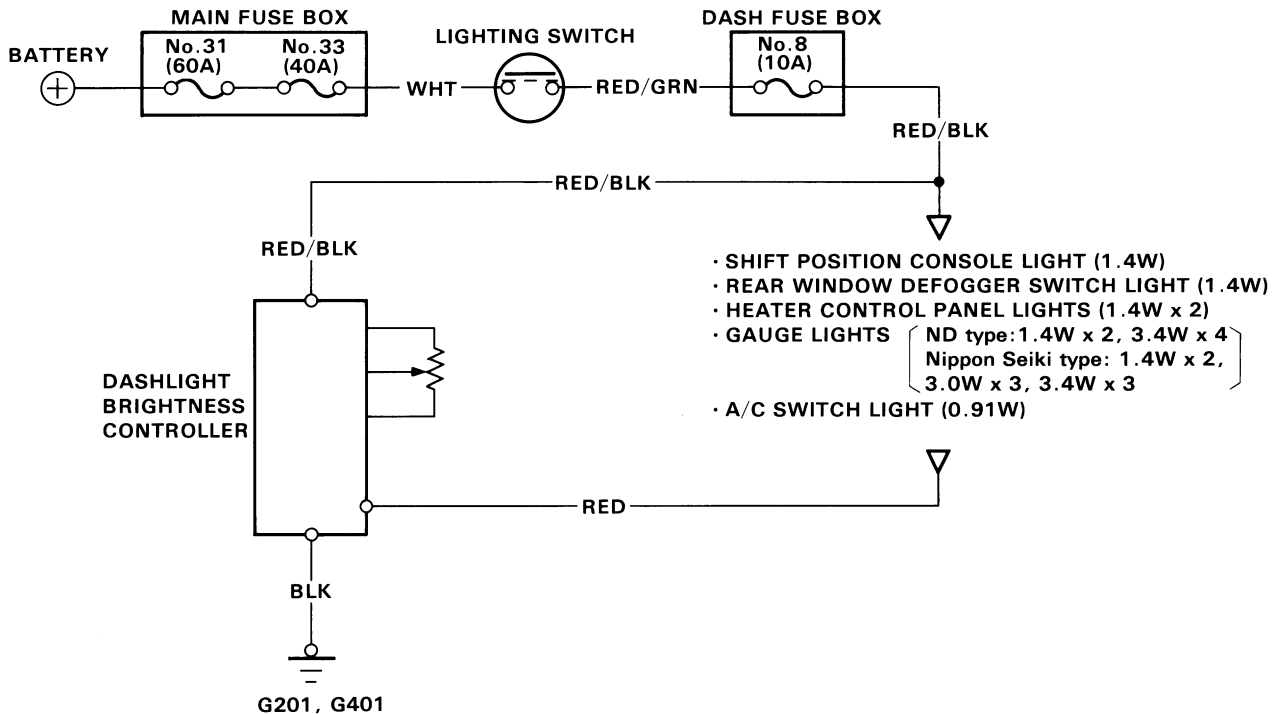 MAIN FUSE BOX
DASH FUSE BOX
BATTERY
No.31
(60A)
No.33
(40A)
LIGHTING SWITCH
No.8
(10A)
WHT
RED/GRN
RED/BLK
RED/BLK
RED/BLK
· SHIFT POSITION CONSOLE LIGHT (1.4W)
· REAR WINDOW DEFOGGER SWITCH LIGHT (1.4W)
· HEATER CONTROL PANEL LIGHTS (1.4W x 2)
· GAUGE LIGHTS ND type:1.4W x 2, 3.4W x 4
Nippon Seiki type: 1.4W x 2,
3.0W x 3, 3.4W x 3
· A/C SWITCH LIGHT (0.91W)
DASHLIGHT
BRIGHTNESS
CONTROLLER
RED
BLK
G201, G401